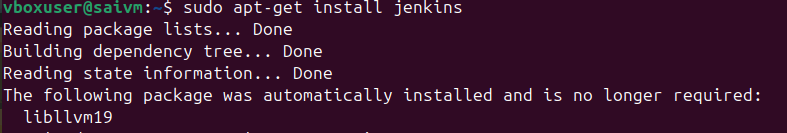 vboxuser@saivm:~$ sudo apt-get install jenkins
Reading package lists... Done
Building dependency tree... Done
Reading state information... Done
The following package was automatically installed and is no longer required:
  libllvm19